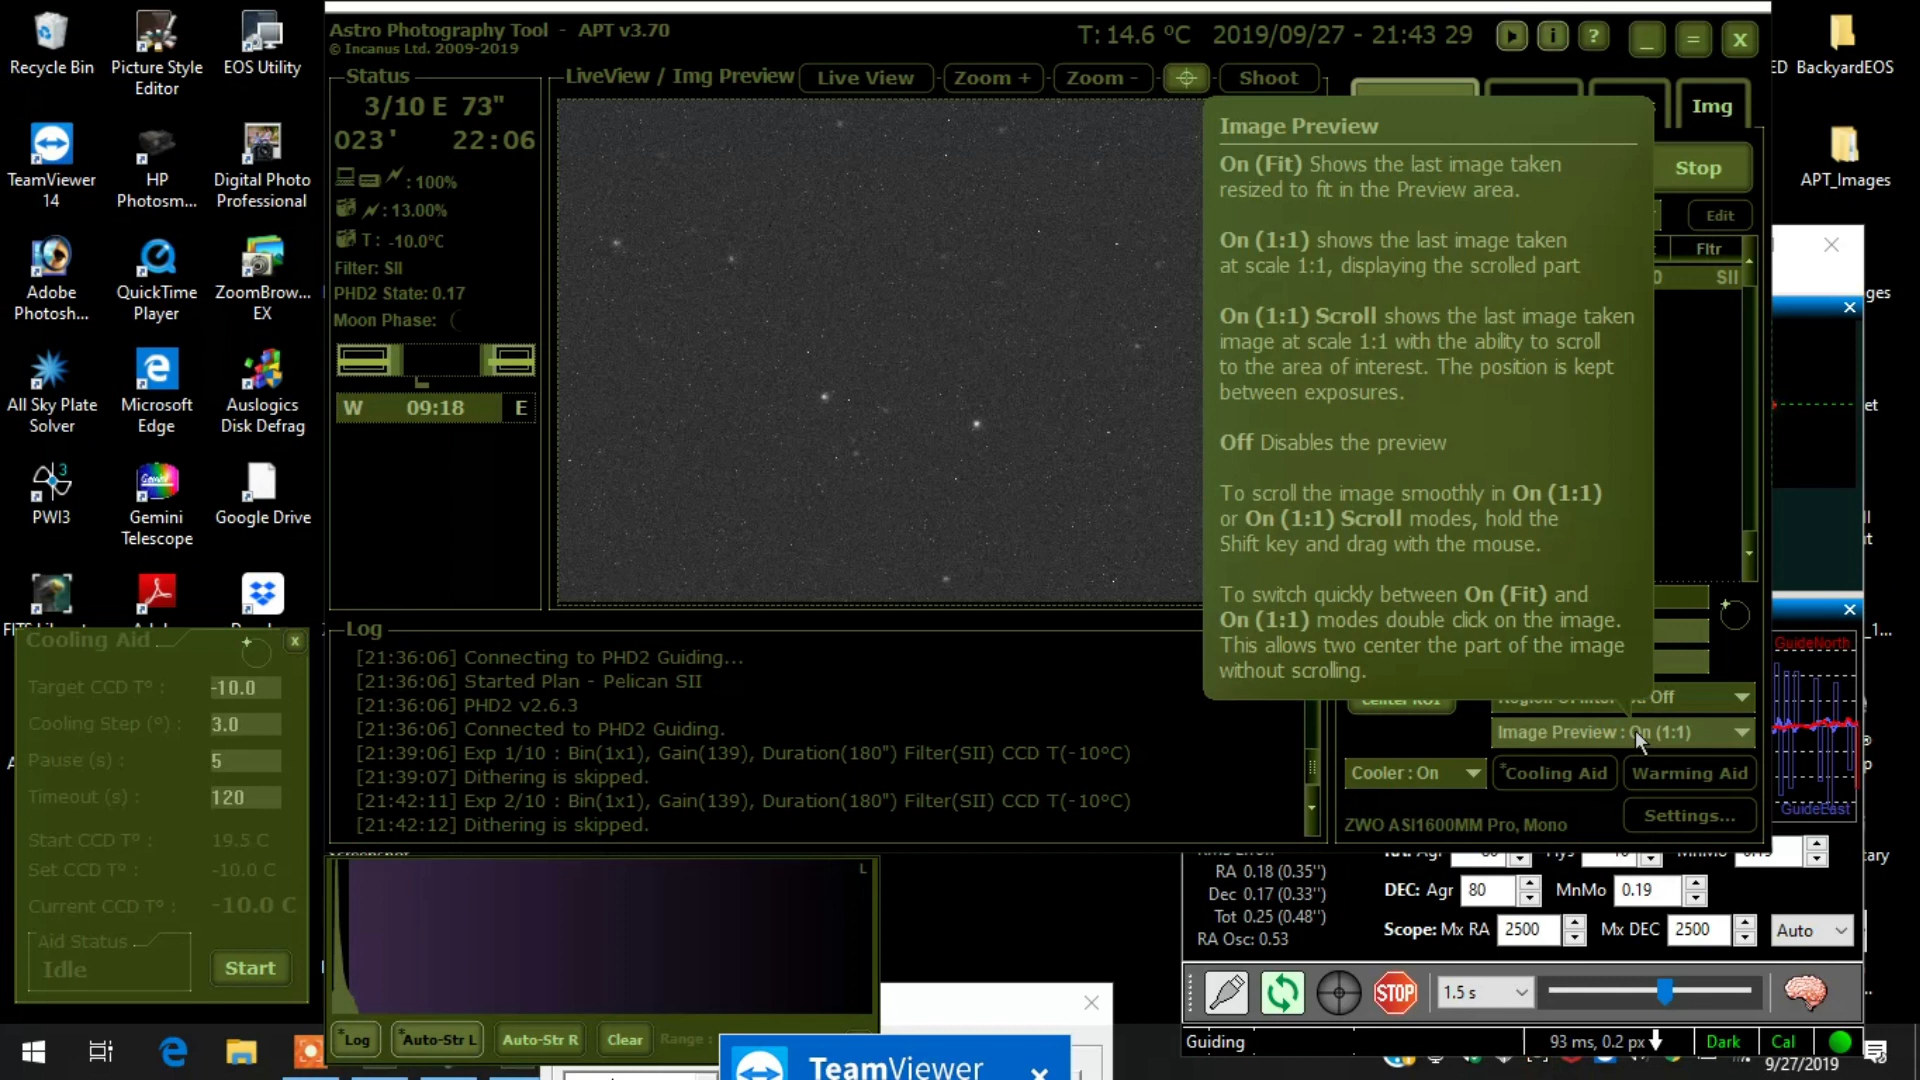 Recycle Bin
Picture Style
Editor
EOS Utility
TeamViewer
14
HP
Photosm...
Digital Photo
Professional
Adobe
Photosh...
QuickTime
Player
ZoomBrow...
EX
All Sky Plate
Solver
Microsoft
Edge
Auslogics
Disk Defrag
PWI3
Gemini
Telescope
Google Drive
Astro Photography Tool - APT v3.70
© Incanus Ltd. 2009-2019
T: 14.6 ºC 2019/09/27 - 21:43 29
i
?
_
=
X
Status
3/10 E 73"
023' 22:06
: 100%
: 13.00%
T: -10.0°C
Filter: SII
PHD2 State: 0.17
Moon Phase:
W 09:18 E
LiveView / Img Preview
Live View
Zoom +
Zoom -
Shoot
Img
Stop
Edit
Fltr
0 SII
Image Preview
On (Fit) Shows the last image taken
resized to fit in the Preview area.
On (1:1) shows the last image taken
at scale 1:1, displaying the scrolled part
On (1:1) Scroll shows the last image taken
image at scale 1:1 with the ability to scroll
to the area of interest. The position is kept
between exposures.
Off Disables the preview
To scroll the image smoothly in On (1:1)
or On (1:1) Scroll modes, hold the
Shift key and drag with the mouse.
To switch quickly between On (Fit) and
On (1:1) modes double click on the image.
This allows two center the part of the image
without scrolling.
Off
Image Preview : On (1:1)
Cooler : On
*Cooling Aid
Warming Aid
ZWO ASI1600MM Pro, Mono
Settings...
Log
[21:36:06] Connecting to PHD2 Guiding...
[21:36:06] Started Plan - Pelican SII
[21:36:06] PHD2 v2.6.3
[21:36:06] Connected to PHD2 Guiding.
[21:39:06] Exp 1/10 : Bin(1x1), Gain(139), Duration(180") Filter(SII) CCD T(-10ºC)
[21:39:07] Dithering is skipped.
[21:42:11] Exp 2/10 : Bin(1x1), Gain(139), Duration(180") Filter(SII) CCD T(-10ºC)
[21:42:12] Dithering is skipped.
Cooling Aid
x
Target CCD Tº : -10.0
Cooling Step (º) : 3.0
Pause (s) : 5
Timeout (s) : 120
Start CCD Tº : 19.5 C
Set CCD Tº : -10.0 C
Current CCD Tº : -10.0 C
Aid Status
Idle
Start
L
*Log
*Auto-Str L
Auto-Str R
Clear
Range :
TeamViewer
RA 0.18 (0.35")
Dec 0.17 (0.33")
Tot 0.25 (0.48")
RA Osc: 0.53
DEC: Agr 80 MnMo 0.19
Scope: Mx RA 2500 Mx DEC 2500 Auto
STOP
1.5 s
Guiding 93 ms, 0.2 px Dark Cal
GuideNorth
GuideEast
BackyardEOS
APT_Images
9/27/2019